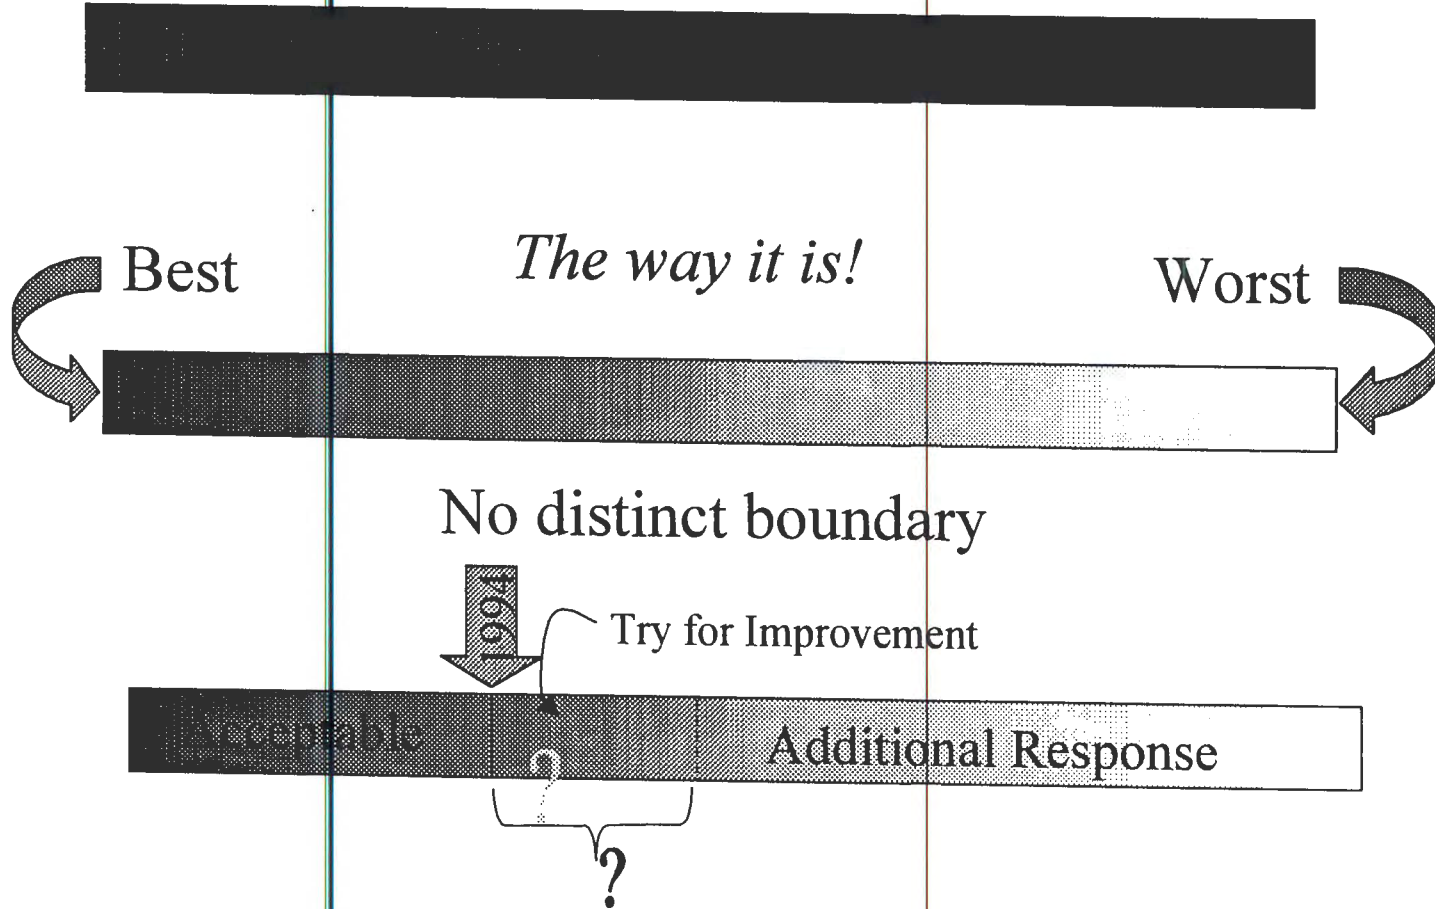 Best
The way it is!
Worst
No distinct boundary
1994
Try for Improvement
Acceptable
?
Additional Response
?